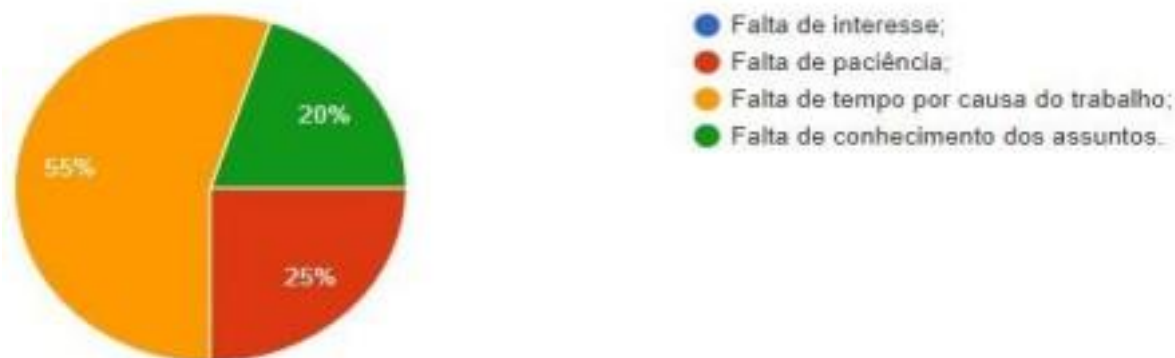 Falta de interesse;
Falta de paciência;
Falta de tempo por causa do trabalho;
Falta de conhecimento dos assuntos.
20%
55%
25%